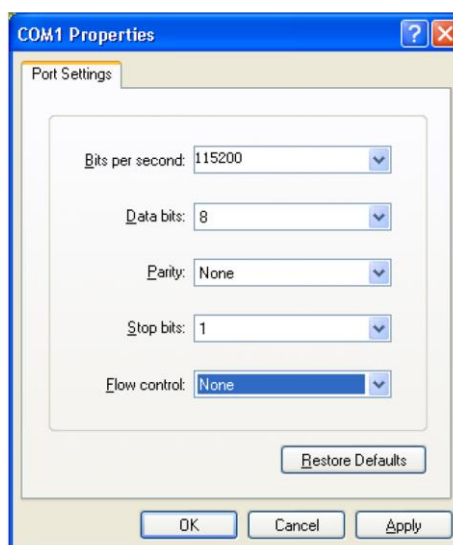 COM1 Properties
Port Settings
Bits per second: 115200
Data bits: 8
Parity: None
Stop bits: 1
Flow control: None
Restore Defaults
OK Cancel Apply